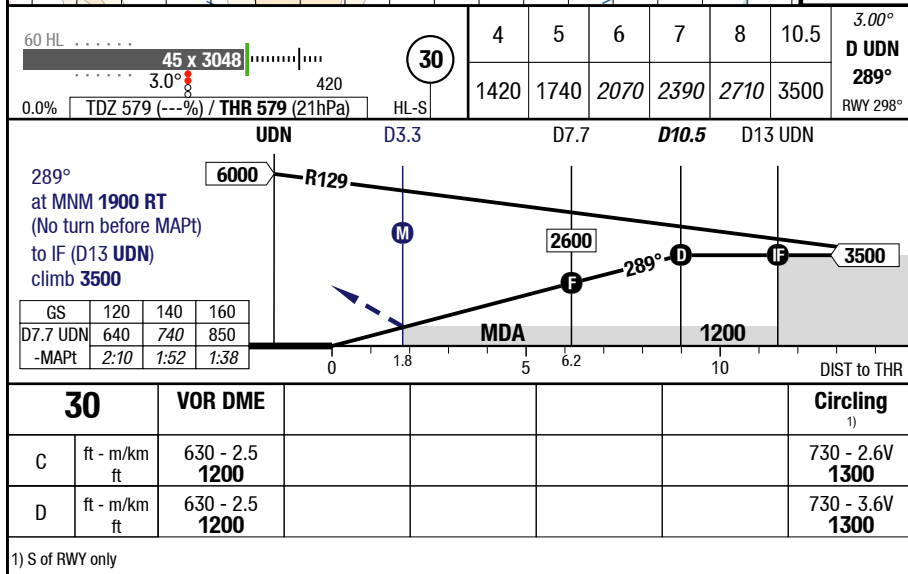 60 HL
45 x 3048
3.0°
420
0.0%
TDZ 579 (---%) / THR 579 (21hPa)
HL-S
30
4 5 6 7 8 10.5
1420 1740 2070 2390 2710 3500
3.00°
D UDN
289°
RWY 298°
UDN D3.3 D7.7 D10.5 D13 UDN
289°
at MNM 1900 RT
(No turn before MAPt)
to IF (D13 UDN)
climb 3500
6000
R129
M
2600
289°
D
IF
3500
F
MDA
1200
0 1.8 5 6.2 10 DIST to THR
GS 120 140 160
D7.7 UDN 640 740 850
-MAPt 2:10 1:52 1:38
30 VOR DME Circling
1)
C ft - m/km 630 - 2.5 730 - 2.6V
ft 1200 1300
D ft - m/km 630 - 2.5 730 - 3.6V
ft 1200 1300
1) S of RWY only